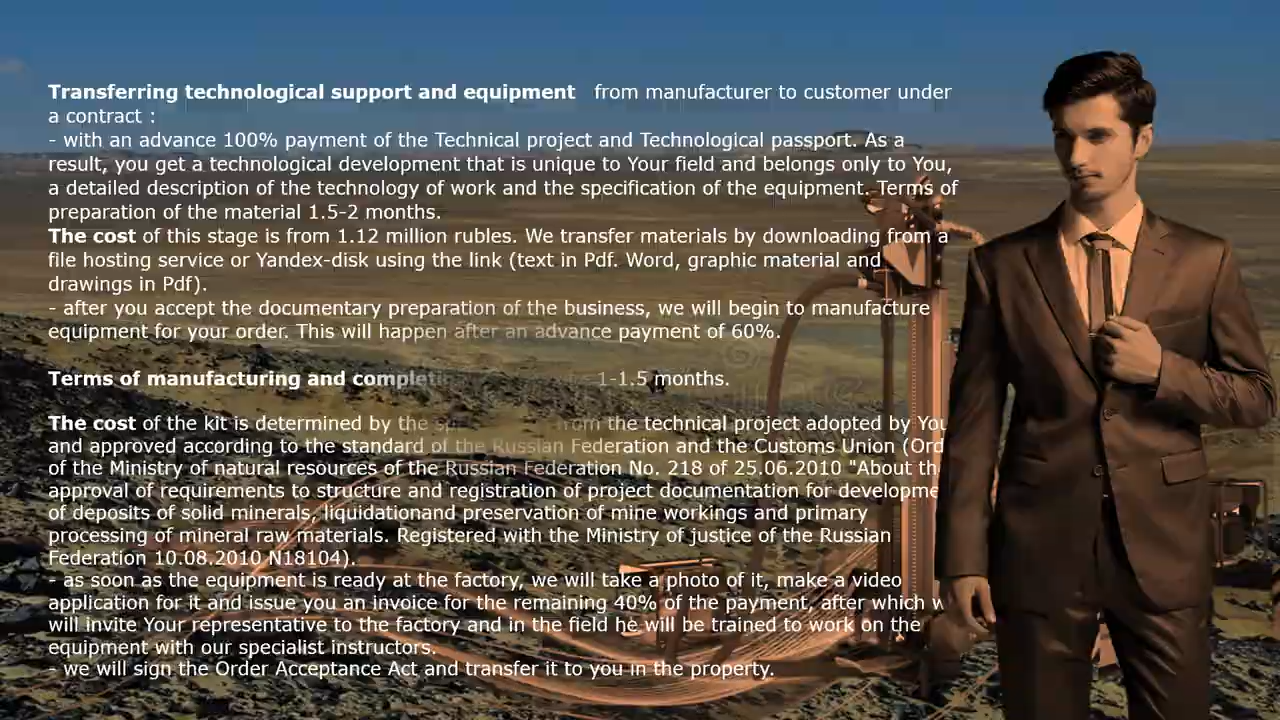 Transferring technological support and equipment from manufacturer to customer under
a contract :
- with an advance 100% payment of the Technical project and Technological passport. As a
result, you get a technological development that is unique to Your field and belongs only to You,
a detailed description of the technology of work and the specification of the equipment. Terms of
preparation of the material 1.5-2 months.
The cost of this stage is from 1.12 million rubles. We transfer materials by downloading from a
file hosting service or Yandex-disk using the link (text in Pdf. Word, graphic material and
drawings in Pdf).
- after you accept the documentary preparation of the business, we will begin to manufacture
equipment for your order. This will happen after an advance payment of 60%.
Terms of manufacturing and 1-1.5 months.
The cost of the kit is determined by the from the technical project adopted by You
and approved according to the standard of the Russian Federation and the Customs Union (Ord
of the Ministry of natural resources of the Russian Federation No. 218 of 25.06.2010 "About th
approval of requirements to structure and registration of project documentation for developme
of deposits of solid minerals, liquidationand preservation of mine workings and primary
processing of mineral raw materials. Registered with the Ministry of justice of the Russian
Federation 10.08.2010 N18104).
- as soon as the equipment is ready at the factory, we will take a photo of it, make a video
application for it and issue you an invoice for the remaining 40% of the payment, after which w
will invite Your representative to the factory and in the field he will be trained to work on the
equipment with our specialist instructors.
- we will sign the Order Acceptance Act and transfer it to you in the property.